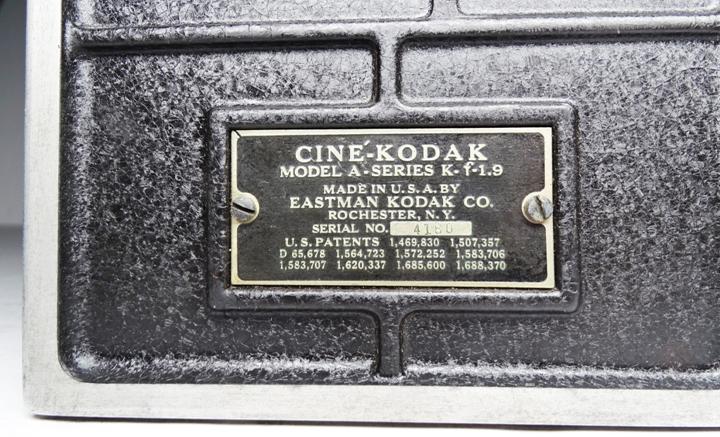 CINÉ-KODAK
MODEL A-SERIES K-f-1.9
MADE IN U.S.A. BY
EASTMAN KODAK CO.
ROCHESTER, N.Y.
SERIAL NO.
U.S. PATENTS 1,469,830 1,507,357
D 65,678 1,564,723 1,572,252 1,583,706
1,583,707 1,620,337 1,685,600 1,688,370